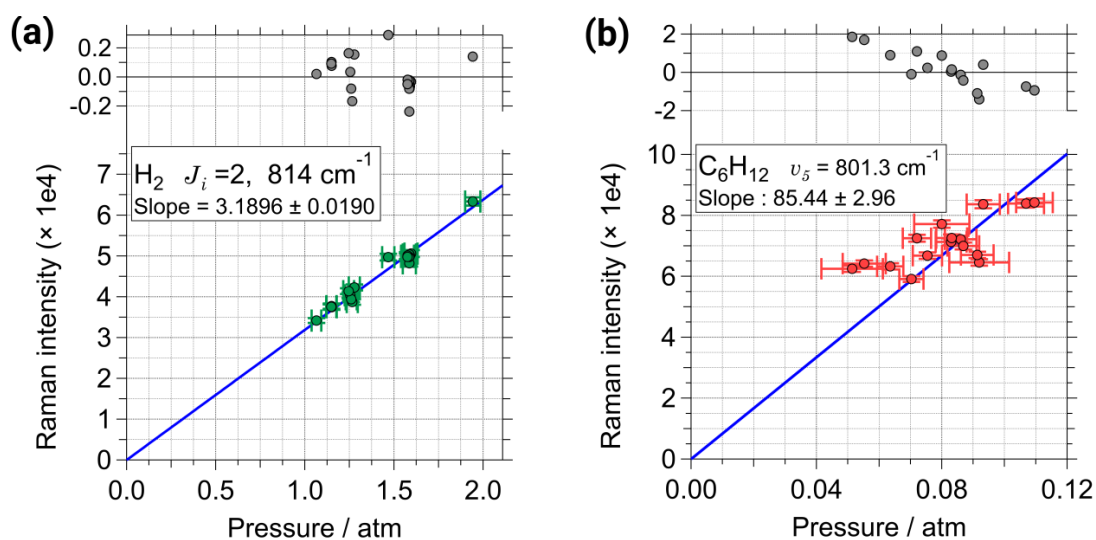 (a)
0.2
0.0
-0.2
H₂ Jᵢ =2, 814 cm⁻¹
Slope = 3.1896 ± 0.0190
7
6
5
4
3
2
1
0
Raman intensity (× 1e4)
0.0 0.5 1.0 1.5 2.0
Pressure / atm
(b)
2
0
-2
C₆H₁₂ v₅ = 801.3 cm⁻¹
Slope : 85.44 ± 2.96
10
8
6
4
2
0
Raman intensity (× 1e4)
0.00 0.04 0.08 0.12
Pressure / atm